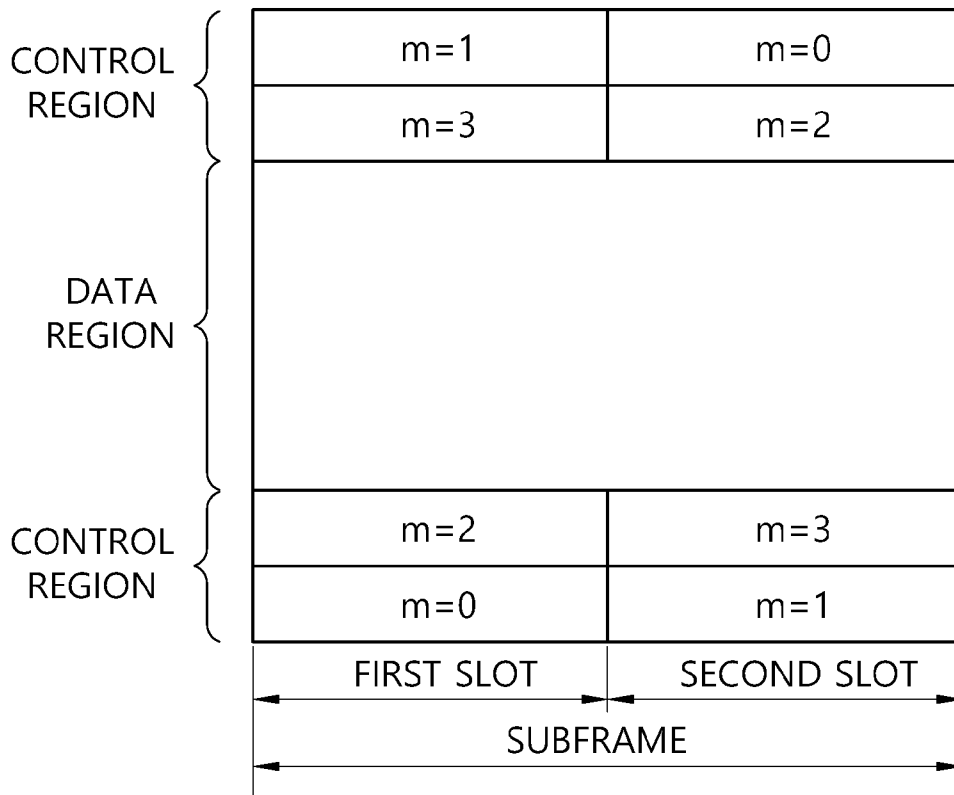 CONTROL
REGION
m=1
m=0
m=3
m=2
DATA
REGION
CONTROL
REGION
m=2
m=3
m=0
m=1
FIRST SLOT
SECOND SLOT
SUBFRAME